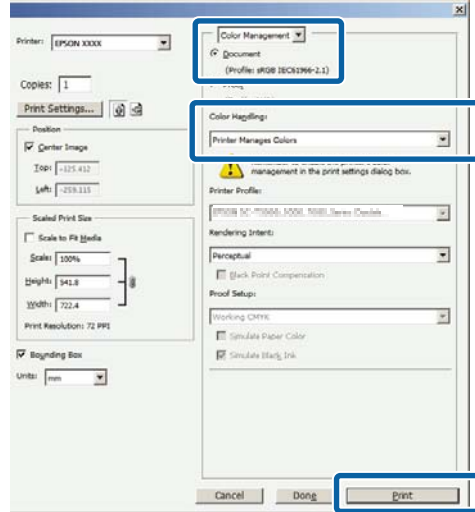 Printer: EPSON XXXX
Copies: 1
Print Settings...
Position
Center Image
Top: -125.412
Left: -259.115
Scaled Print Size
Scale to Fit Media
Scale: 100%
Height: 541.8
Width: 722.4
Print Resolution: 72 PPI
Bounding Box
Units: mm
Color Management
Document
(Profile: sRGB IEC61966-2.1)
Color Handling:
Printer Manages Colors
management in the print settings dialog box.
Printer Profile:
Rendering Intent:
Perceptual
Black Point Compensation
Proof Setup:
Working CMYK
Simulate Paper Color
Simulate Black Ink
Cancel
Done
Print